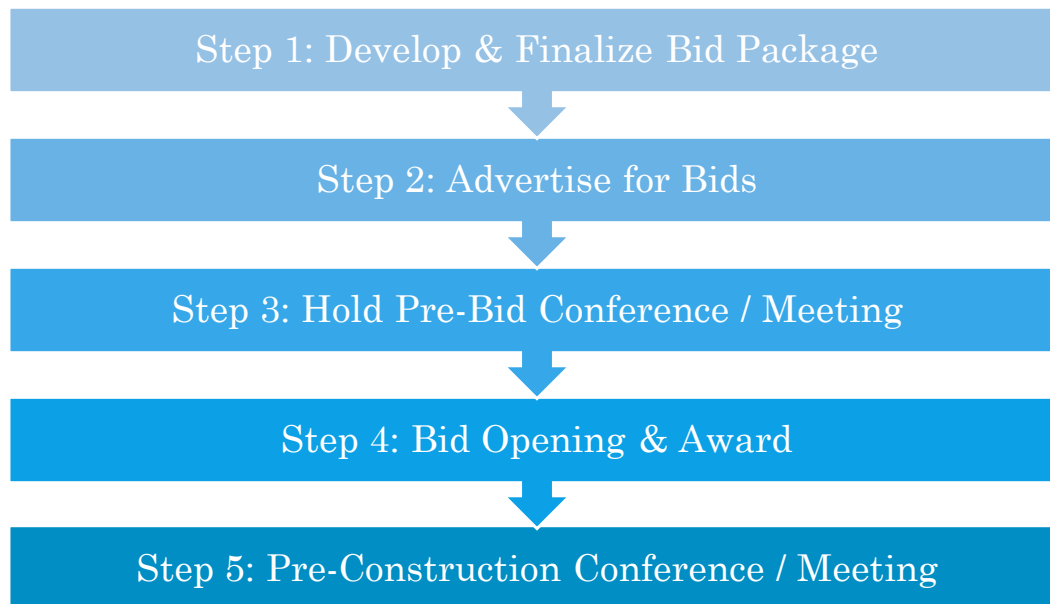 Step 1: Develop & Finalize Bid Package
Step 2: Advertise for Bids
Step 3: Hold Pre-Bid Conference / Meeting
Step 4: Bid Opening & Award
Step 5: Pre-Construction Conference / Meeting